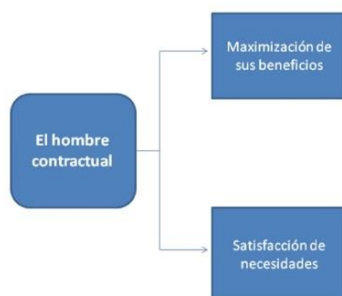 Maximización de
sus beneficios
El hombre
contractual
Satisfacción de
necesidades